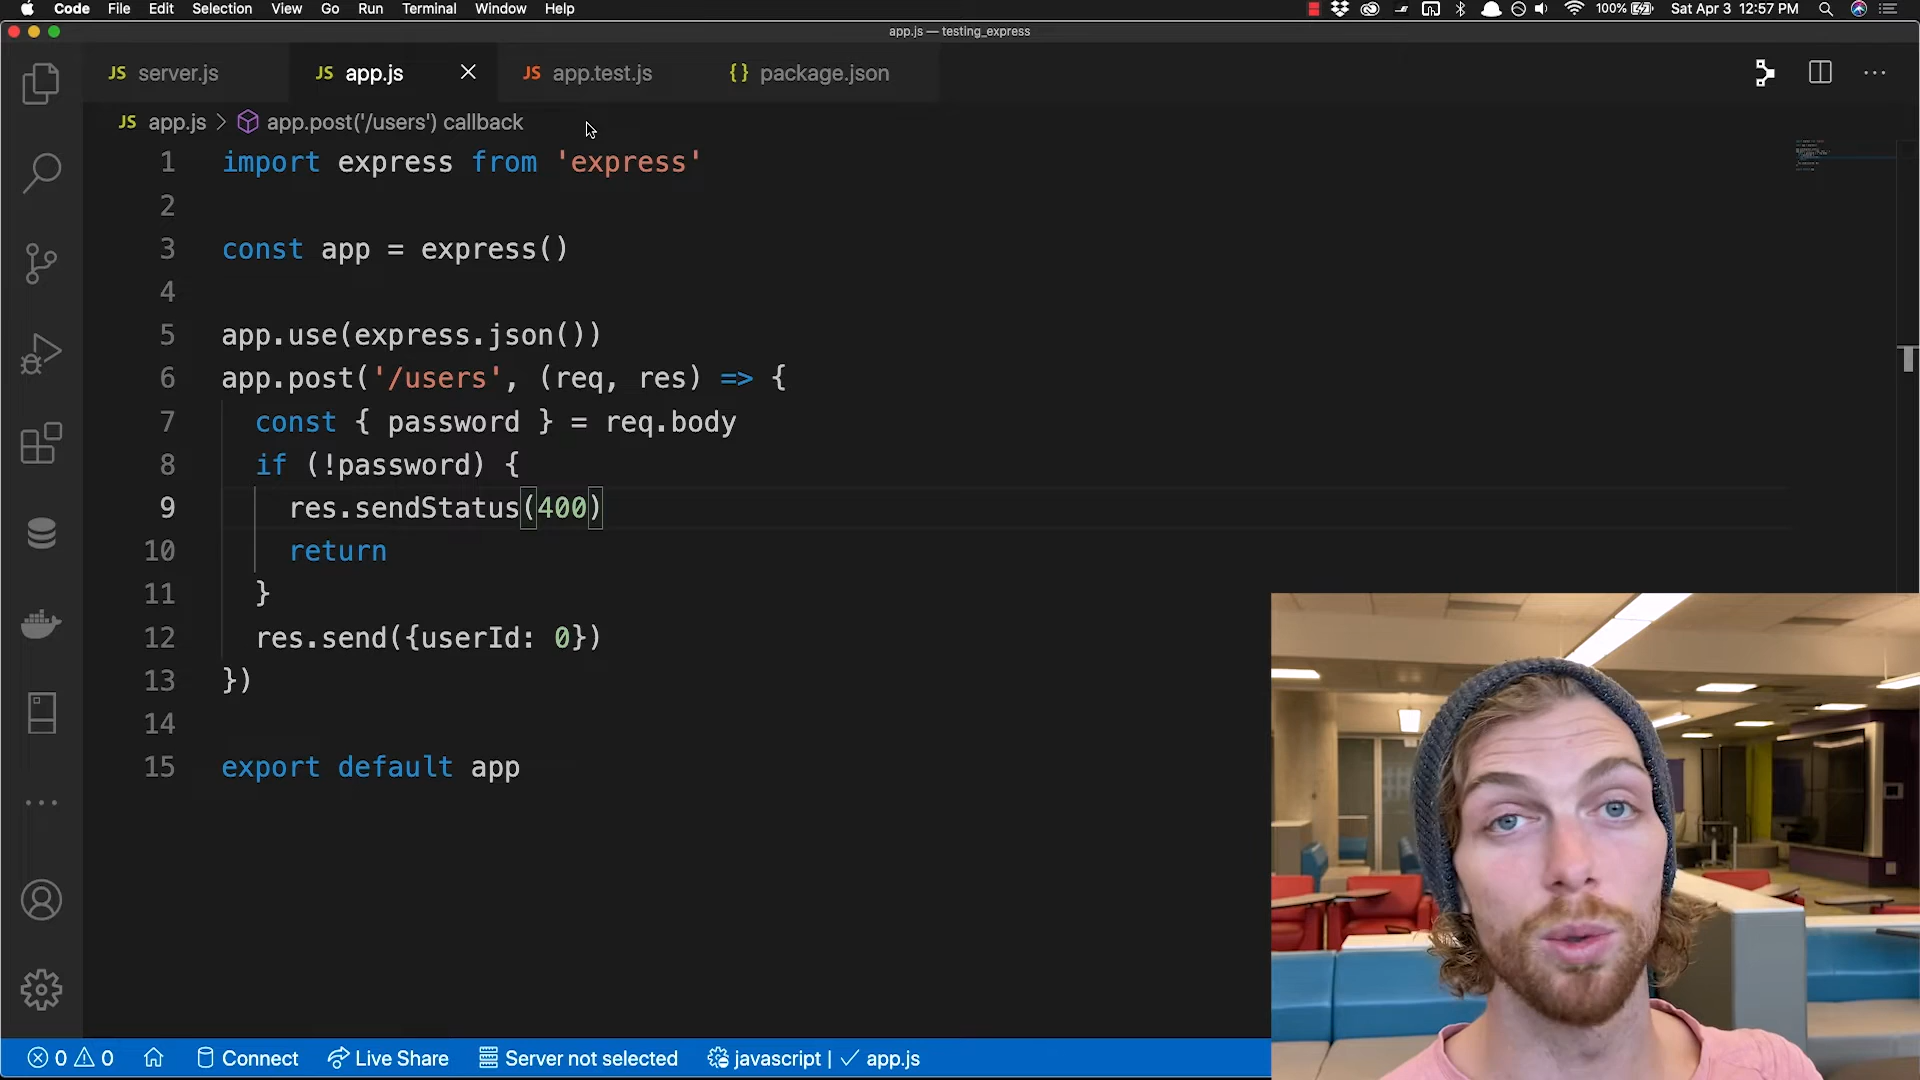 Code File Edit Selection View Go Run Terminal Window Help 100% Sat Apr 3 12:57 PM
app.js — testing_express
JS server.js JS app.js JS app.test.js {} package.json
JS app.js > app.post('/users') callback
1 import express from 'express'
2
3 const app = express()
4
5 app.use(express.json())
6 app.post('/users', (req, res) => {
7 const { password } = req.body
8 if (!password) {
9 res.sendStatus(400)
10 return
11 }
12 res.send({userId: 0})
13 })
14
15 export default app
0 0 Connect Live Share Server not selected javascript | ✓ app.js